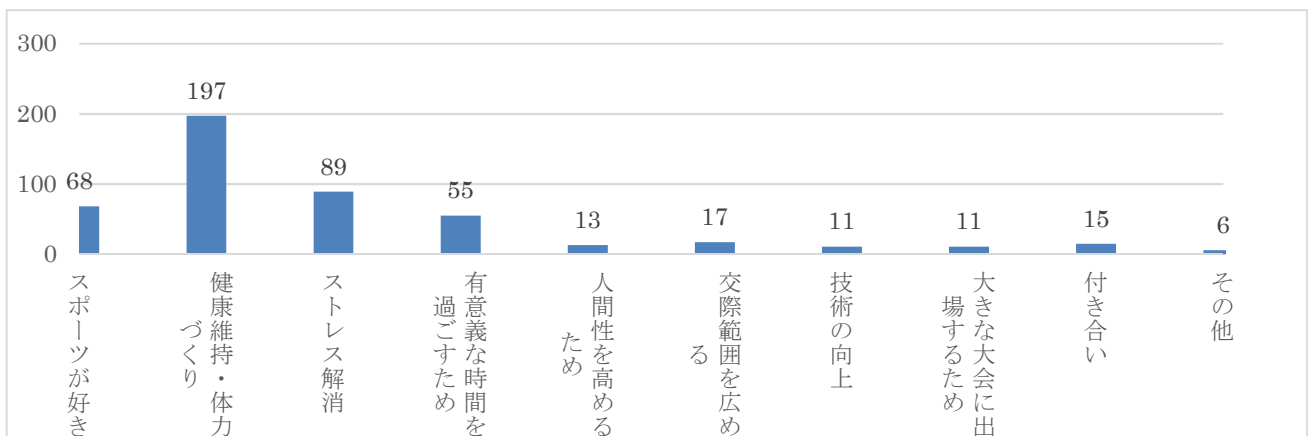 300
200
100
0
68
197
89
55
13
17
11
11
15
6
スポーツが好き
健康維持・体力
づくり
ストレス解消
有意義な時間を
過ごすため
人間性を高める
ため
交際範囲を広め
る
技術の向上
大きな大会に出
場するため
付き合い
その他